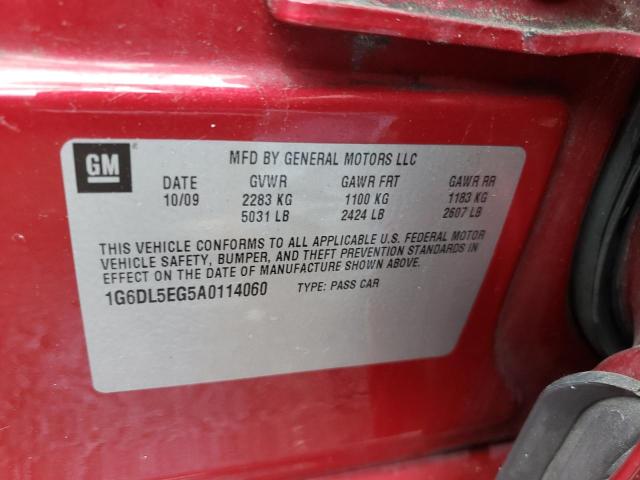 GM
MFD BY GENERAL MOTORS LLC
DATE GVWR GAWR FRT GAWR RR
10/09 2283 KG 1100 KG 1183 KG
5031 LB 2424 LB 2607 LB
THIS VEHICLE CONFORMS TO ALL APPLICABLE U.S. FEDERAL MOTOR
VEHICLE SAFETY, BUMPER, AND THEFT PREVENTION STANDARDS IN
EFFECT ON THE DATE OF MANUFACTURE SHOWN ABOVE.
1G6DL5EG5A0114060 TYPE: PASS CAR